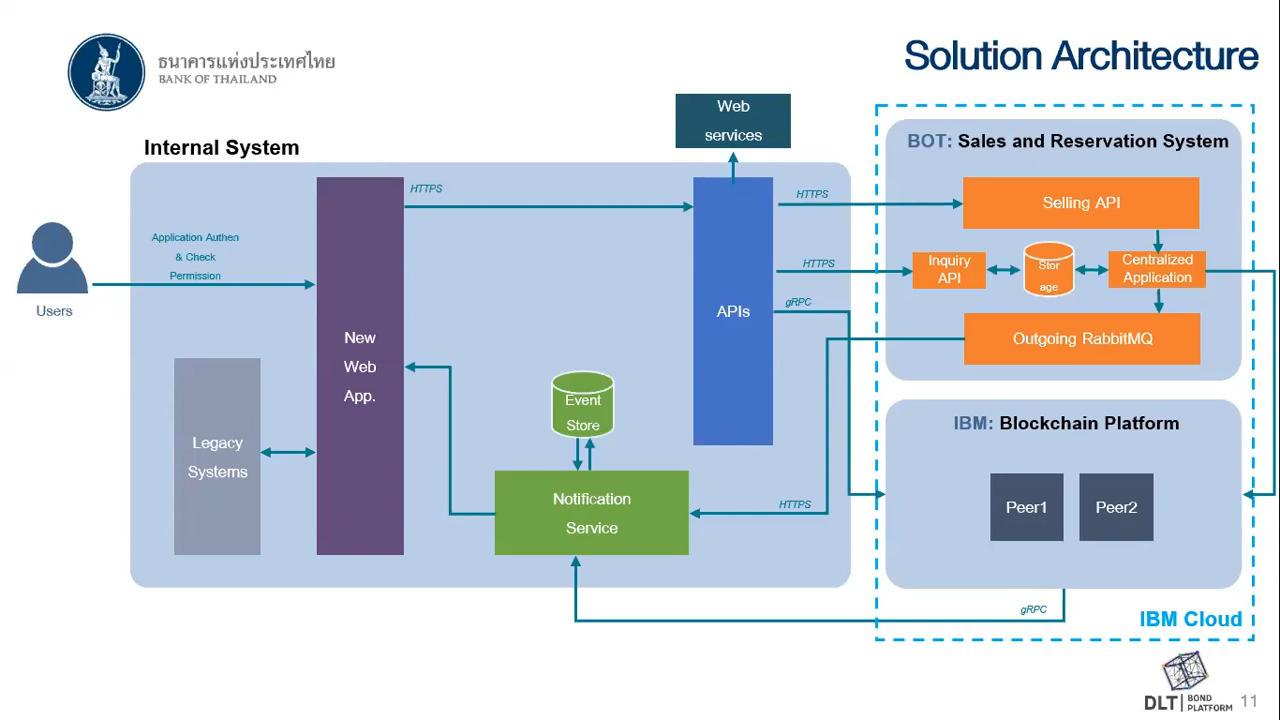 ธนาคารแห่งประเทศไทย
BANK OF THAILAND
Solution Architecture
Internal System
Web
services
BOT: Sales and Reservation System
HTTPS
HTTPS
Selling API
Users
Application Authen
& Check
Permission
New
Web
App.
APIs
HTTPS
Inquiry
API
Stor
age
Centralized
Application
gRPC
Outgoing RabbitMQ
Legacy
Systems
Event
Store
Notification
Service
HTTPS
IBM: Blockchain Platform
Peer1
Peer2
gRPC
IBM Cloud
DLT
BOND
PLATFORM
11